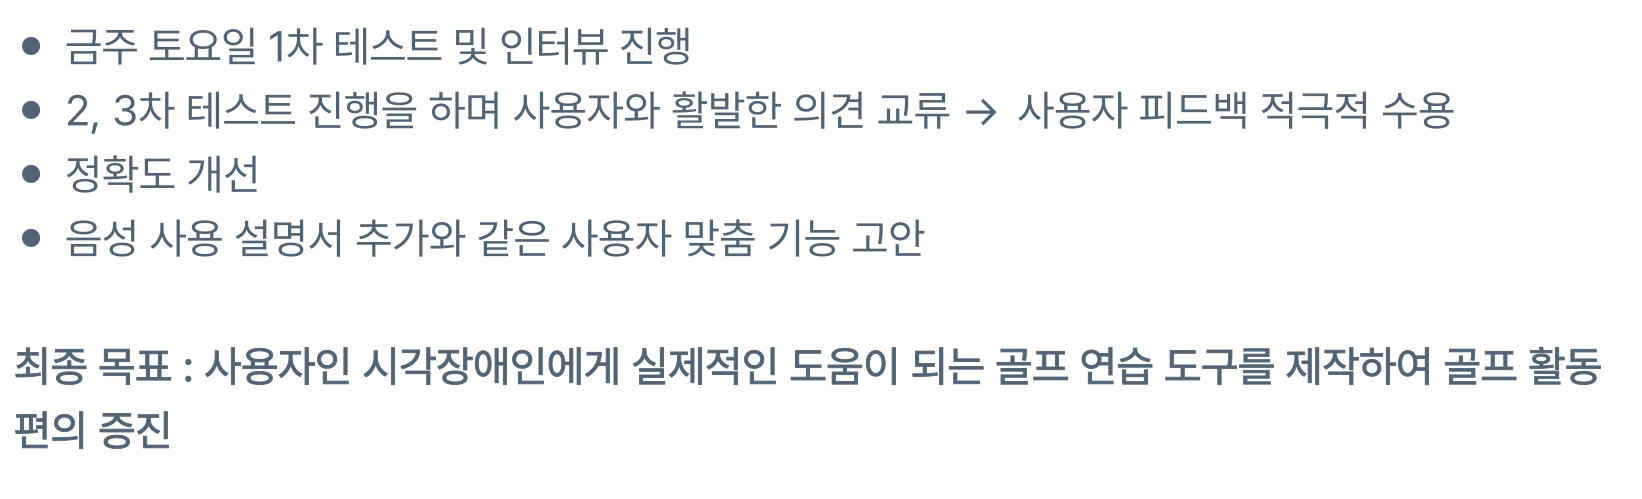 • 금주 토요일 1차 테스트 및 인터뷰 진행
• 2, 3차 테스트 진행을 하며 사용자와 활발한 의견 교류 → 사용자 피드백 적극적 수용
• 정확도 개선
• 음성 사용 설명서 추가와 같은 사용자 맞춤 기능 고안
최종 목표 : 사용자인 시각장애인에게 실제적인 도움이 되는 골프 연습 도구를 제작하여 골프 활동
편의 증진